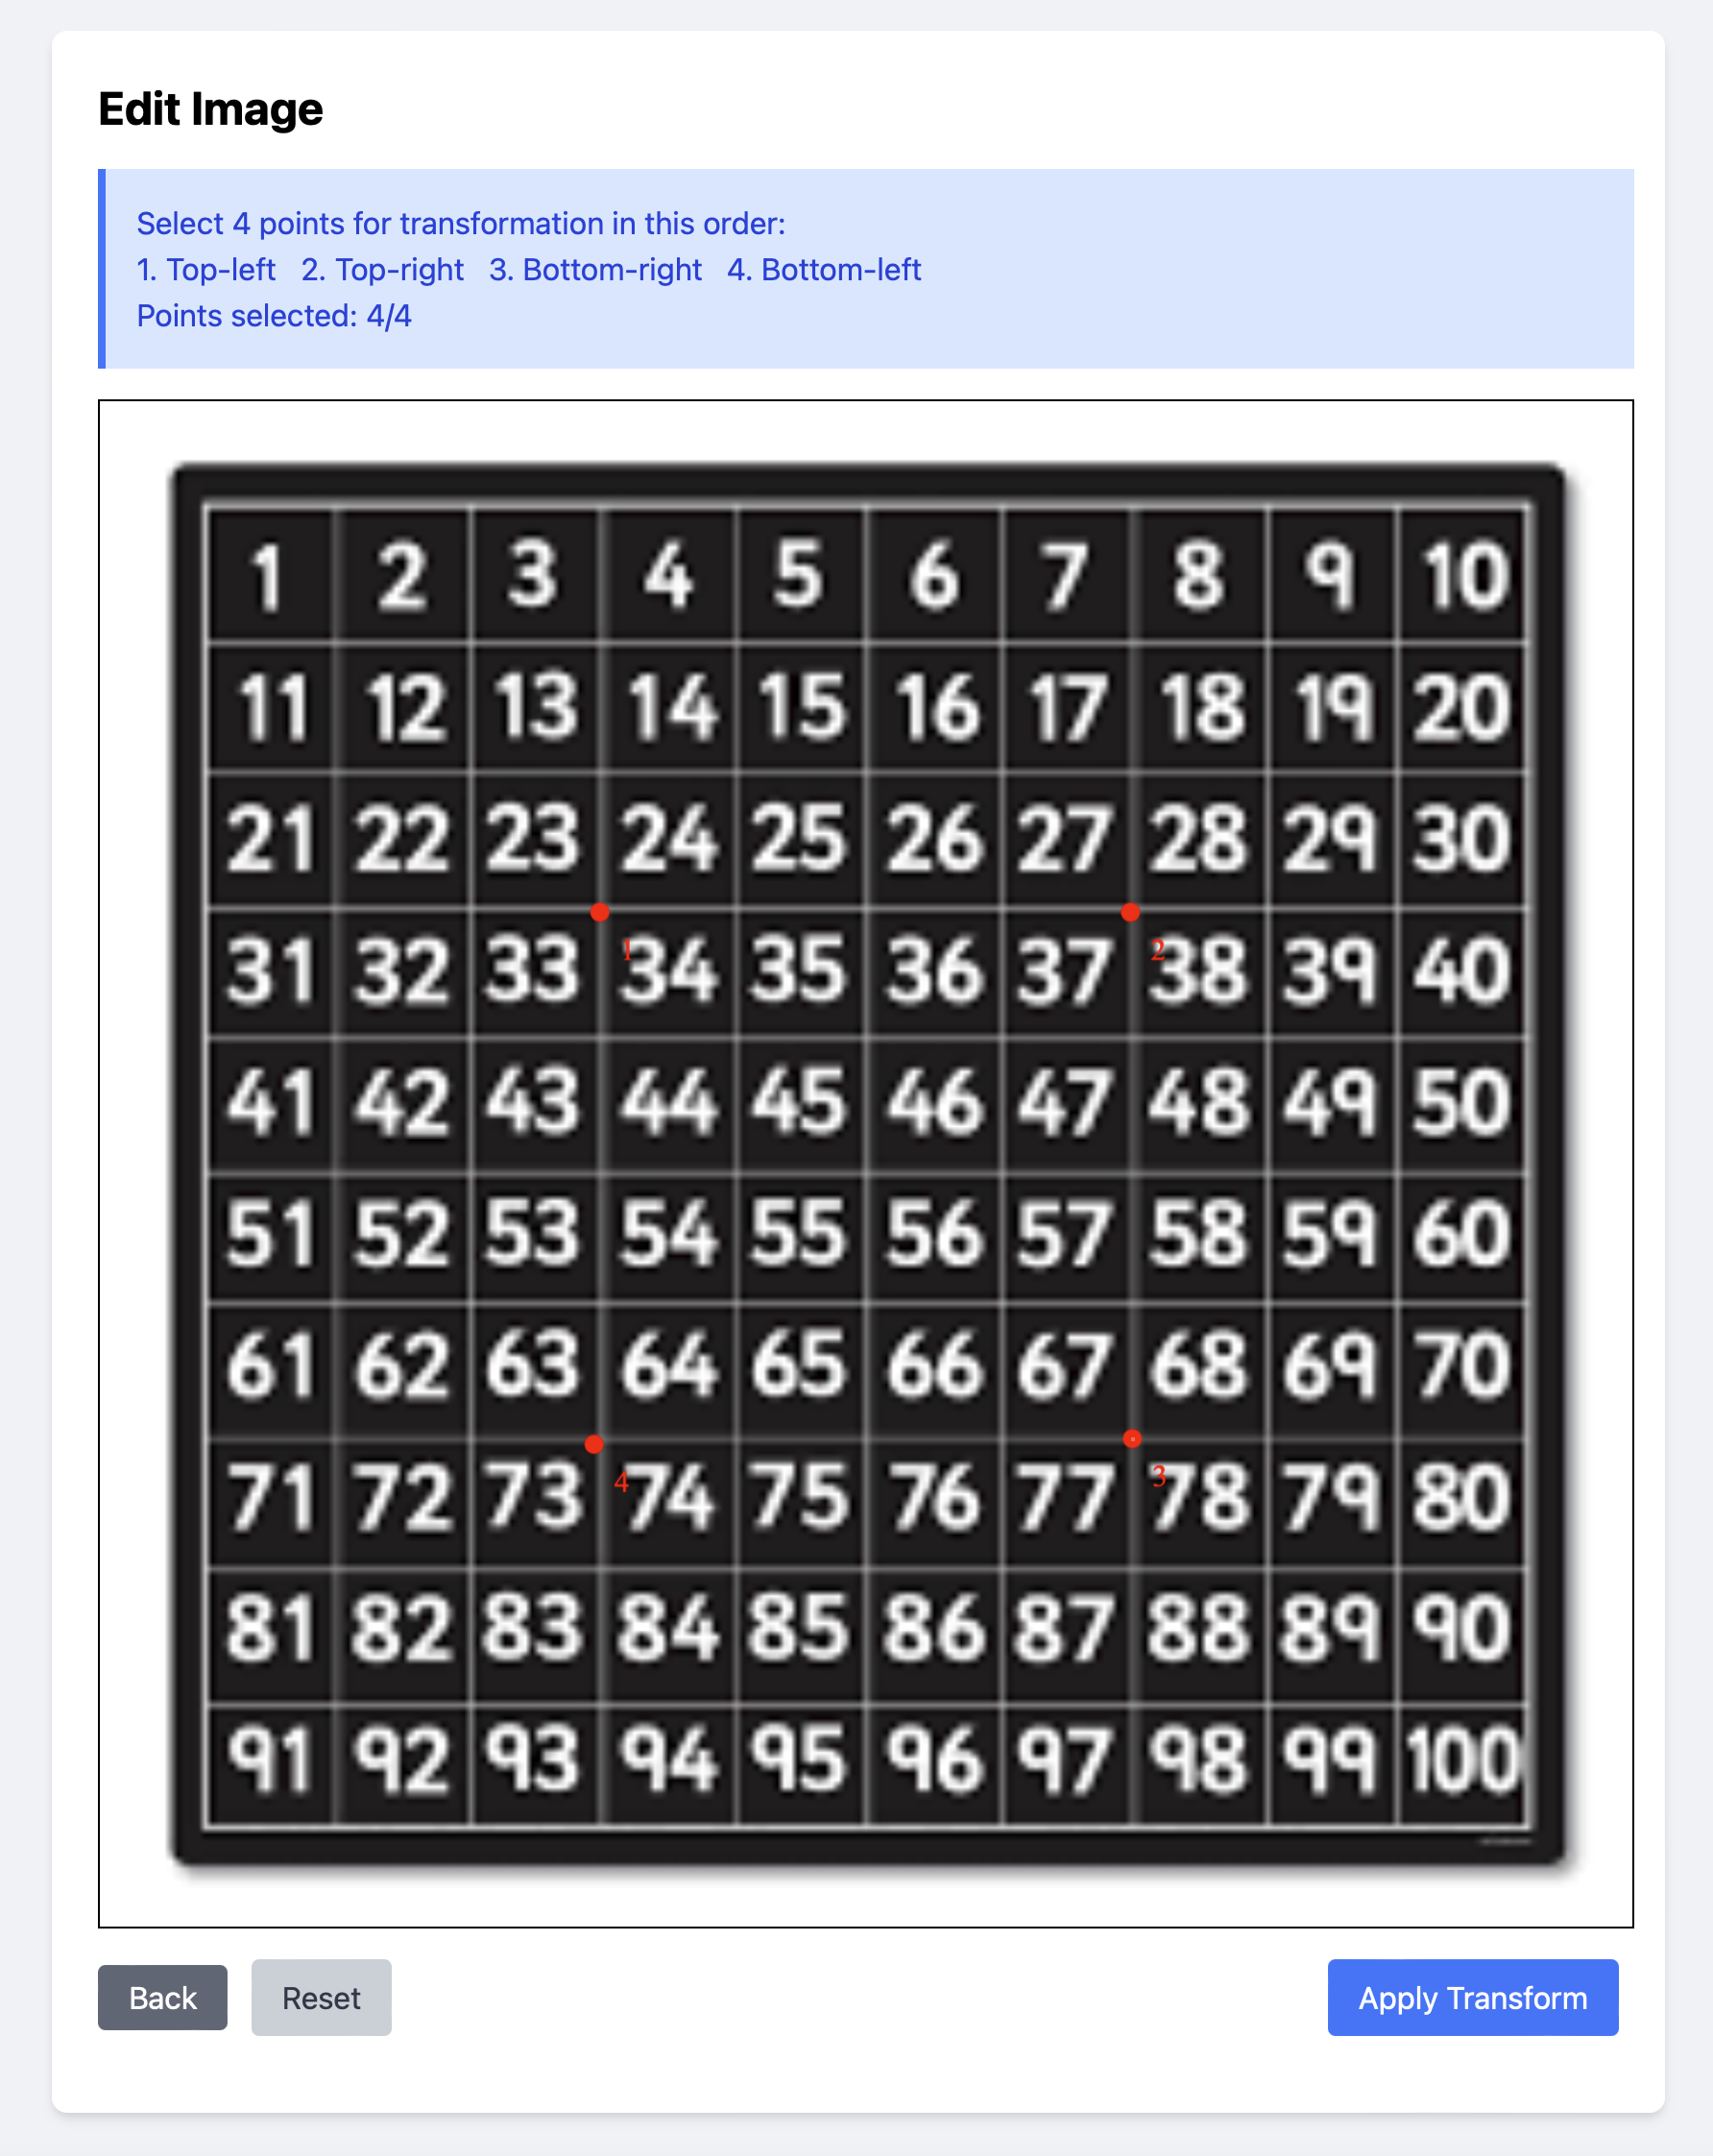 Edit Image
Select 4 points for transformation in this order:
1. Top-left 2. Top-right 3. Bottom-right 4. Bottom-left
Points selected: 4/4
1 2 3 4 5 6 7 8 9 10
11 12 13 14 15 16 17 18 19 20
21 22 23 24 25 26 27 28 29 30
31 32 33 34 35 36 37 38 39 40
1 2
41 42 43 44 45 46 47 48 49 50
51 52 53 54 55 56 57 58 59 60
61 62 63 64 65 66 67 68 69 70
71 72 73 74 75 76 77 78 79 80
4 3
81 82 83 84 85 86 87 88 89 90
91 92 93 94 95 96 97 98 99 100
Back Reset Apply Transform